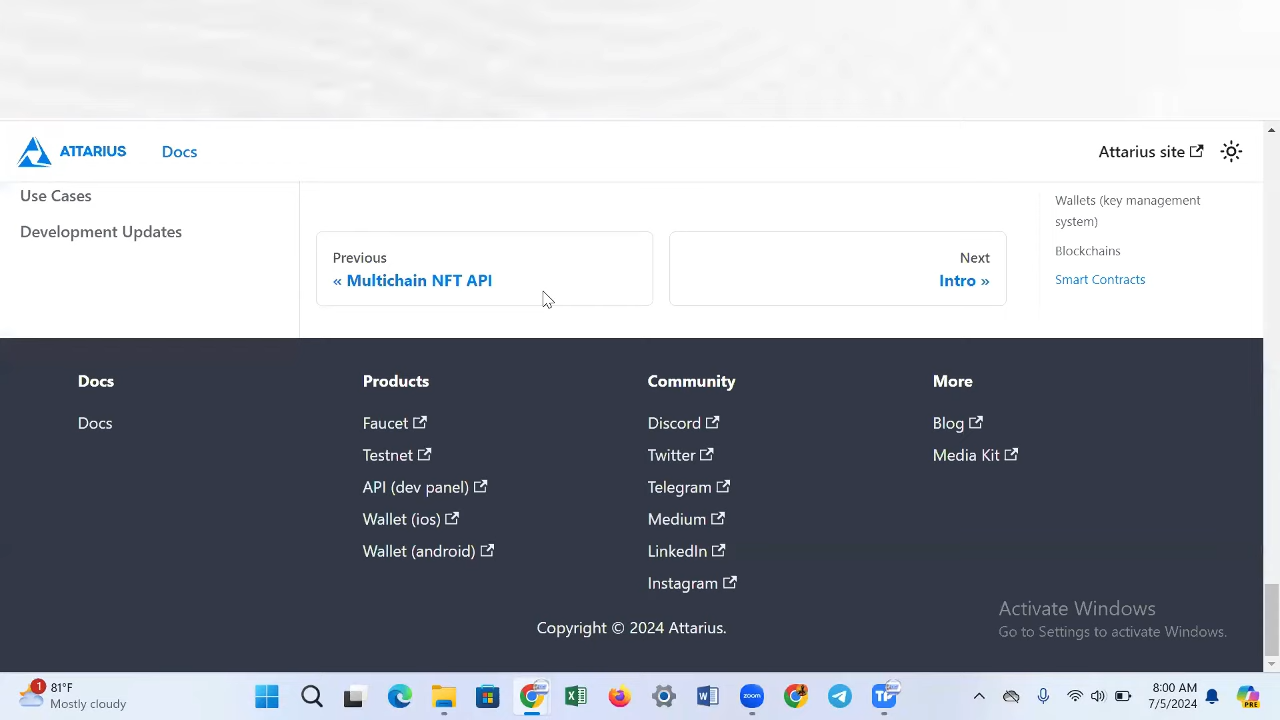 ATTARIUS
Docs
Attarius site
Use Cases
Development Updates
Previous
« Multichain NFT API
Next
Intro »
Wallets (key management
system)
Blockchains
Smart Contracts
Docs
Docs
Products
Faucet
Testnet
API (dev panel)
Wallet (ios)
Wallet (android)
Community
Discord
Twitter
Telegram
Medium
LinkedIn
Instagram
More
Blog
Media Kit
Copyright © 2024 Attarius.
Activate Windows
Go to Settings to activate Windows.
1
81°F
Mostly cloudy
zoom
8:00 AM
7/5/2024
PRE